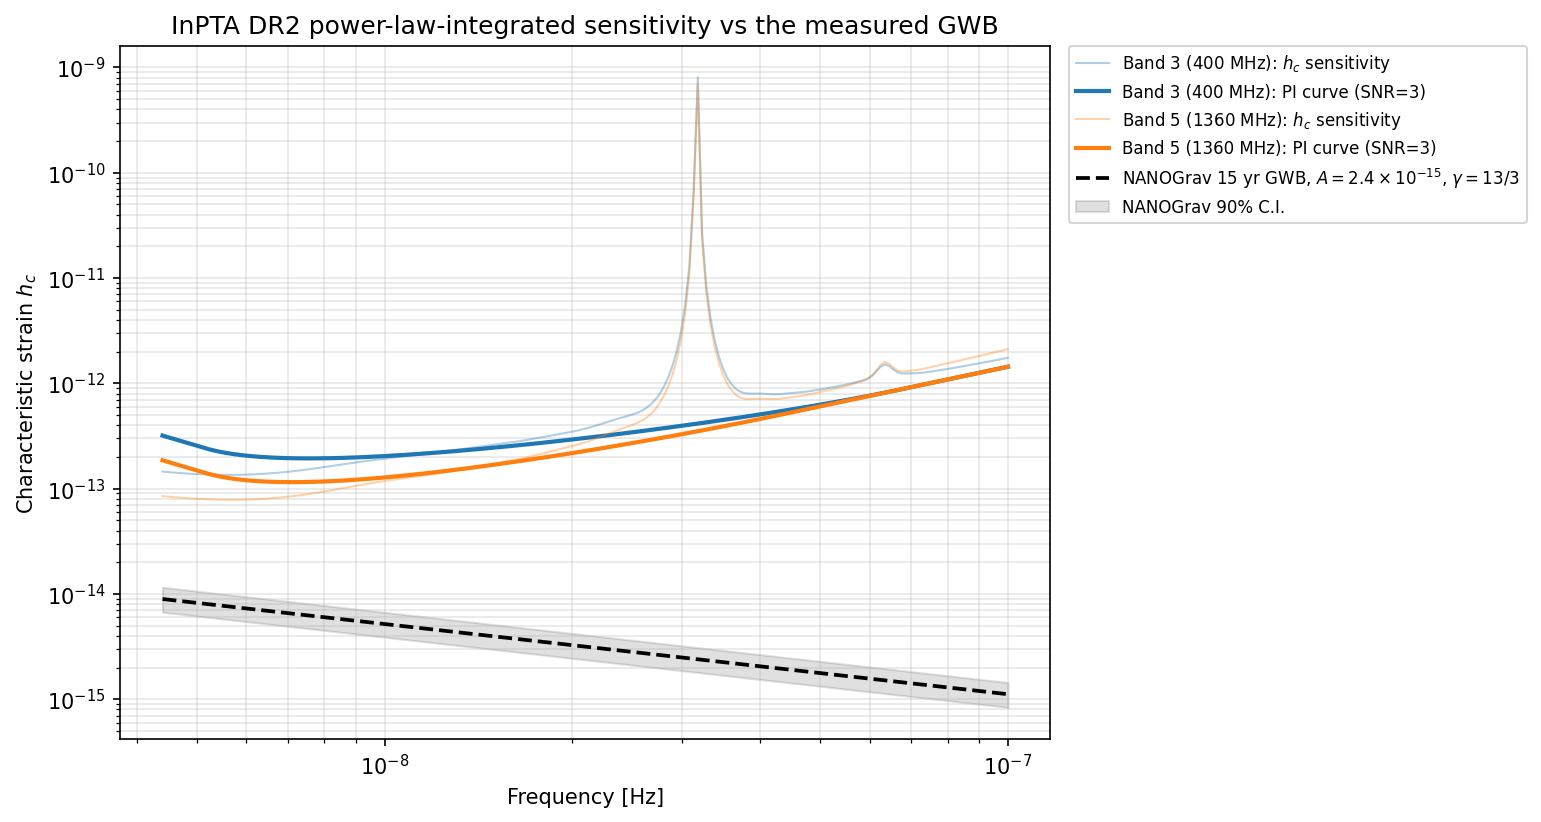 InPTA DR2 power-law-integrated sensitivity vs the measured GWB
Characteristic strain $h_c$
10⁻⁹
10⁻¹⁰
10⁻¹¹
10⁻¹²
10⁻¹³
10⁻¹⁴
10⁻¹⁵
10⁻⁸
10⁻⁷
Frequency [Hz]
Band 3 (400 MHz): $h_c$ sensitivity
Band 3 (400 MHz): PI curve (SNR=3)
Band 5 (1360 MHz): $h_c$ sensitivity
Band 5 (1360 MHz): PI curve (SNR=3)
NANOGrav 15 yr GWB, A = 2.4 × 10⁻¹⁵, γ = 13/3
NANOGrav 90% C.I.